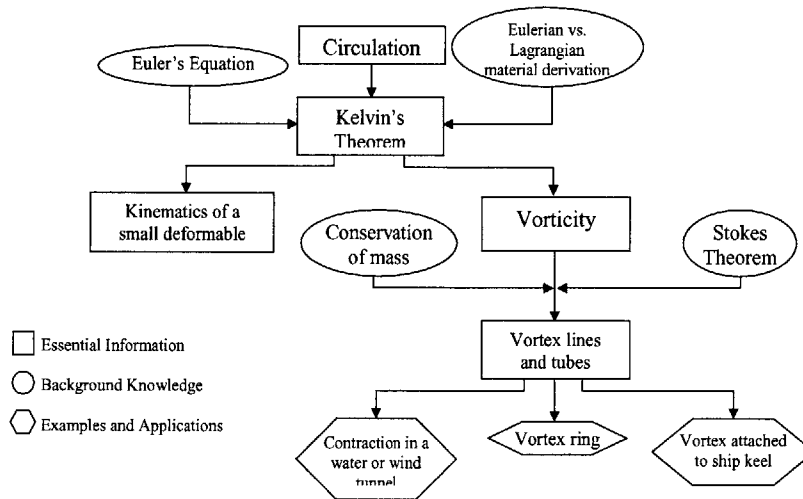 Circulation
Euler's Equation
Eulerian vs.
Lagrangian
material derivation
Kelvin's
Theorem
Kinematics of a
small deformable
Vorticity
Conservation
of mass
Stokes
Theorem
Vortex lines
and tubes
Essential Information
Background Knowledge
Examples and Applications
Contraction in a
water or wind
tunnel
Vortex ring
Vortex attached
to ship keel